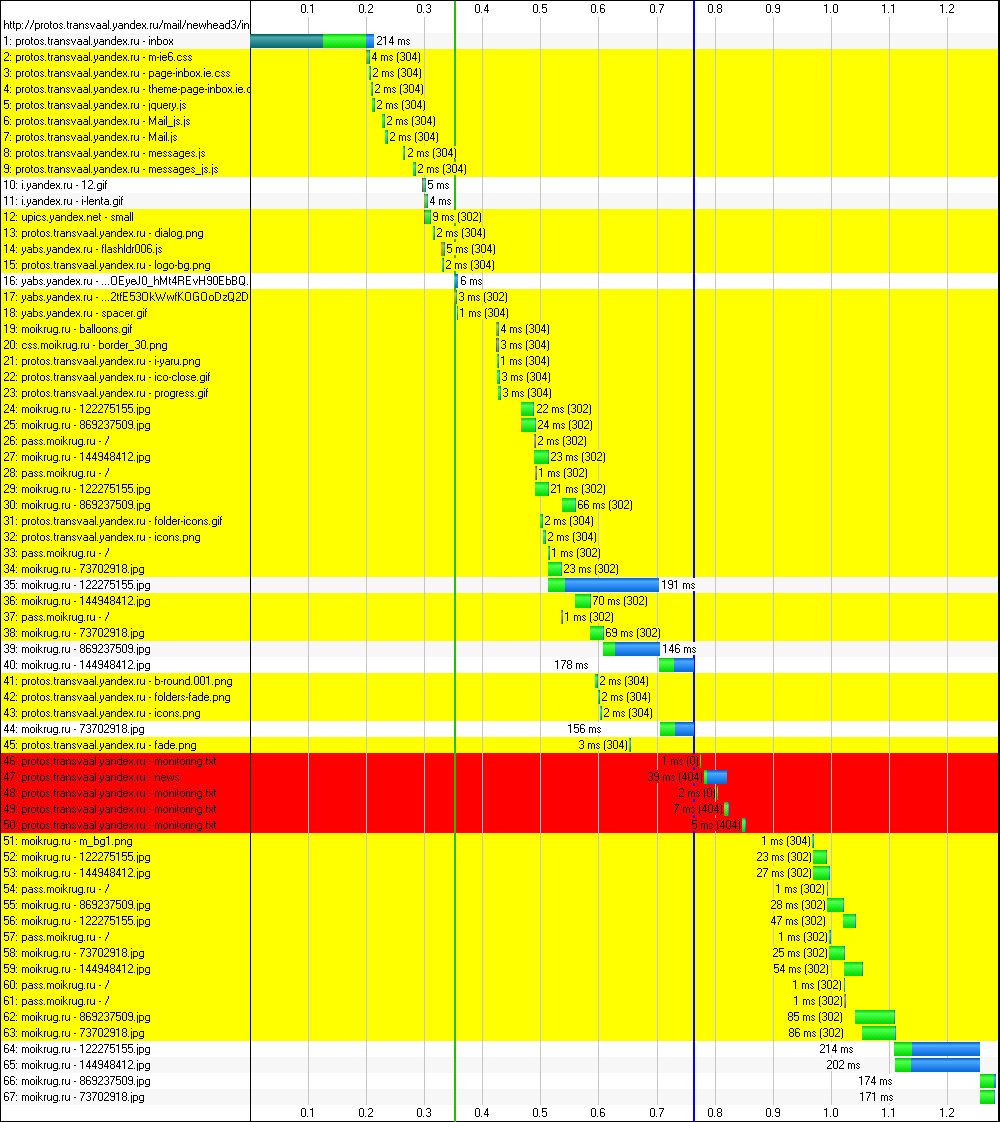 0.1 0.2 0.3 0.4 0.5 0.6 0.7 0.8 0.9 1.0 1.1 1.2
http://protos.transvaal.yandex.ru/mail/newhead3/in
1: protos.transvaal.yandex.ru - inbox 214 ms
2: protos.transvaal.yandex.ru - m-ie6.css 4 ms (304)
3: protos.transvaal.yandex.ru - page-inbox.ie.css 2 ms (304)
4: protos.transvaal.yandex.ru - theme-page-inbox.ie.c 2 ms (304)
5: protos.transvaal.yandex.ru - jquery.js 2 ms (304)
6: protos.transvaal.yandex.ru - Mail_js.js 2 ms (304)
7: protos.transvaal.yandex.ru - Mail.js 2 ms (304)
8: protos.transvaal.yandex.ru - messages.js 2 ms (304)
9: protos.transvaal.yandex.ru - messages_js.js 2 ms (304)
10: i.yandex.ru - 12.gif 5 ms
11: i.yandex.ru - i-lenta.gif 4 ms
12: upics.yandex.net - small 9 ms (302)
13: protos.transvaal.yandex.ru - dialog.png 2 ms (304)
14: yabs.yandex.ru - flashldr006.js 5 ms (304)
15: protos.transvaal.yandex.ru - logo-bg.png 2 ms (304)
16: yabs.yandex.ru - ...OEyeJ0_hMt4REvH90EbBQ. 6 ms
17: yabs.yandex.ru - ...2tfE53OkWwfKOGOoDzQ2D 3 ms (302)
18: yabs.yandex.ru - spacer.gif 1 ms (304)
19: moikrug.ru - balloons.gif 4 ms (304)
20: css.moikrug.ru - border_30.png 3 ms (304)
21: protos.transvaal.yandex.ru - i-yaru.png 1 ms (304)
22: protos.transvaal.yandex.ru - ico-close.gif 3 ms (304)
23: protos.transvaal.yandex.ru - progress.gif 3 ms (304)
24: moikrug.ru - 122275155.jpg 22 ms (302)
25: moikrug.ru - 869237509.jpg 24 ms (302)
26: pass.moikrug.ru - / 2 ms (302)
27: moikrug.ru - 144948412.jpg 23 ms (302)
28: pass.moikrug.ru - / 1 ms (302)
29: moikrug.ru - 122275155.jpg 21 ms (302)
30: moikrug.ru - 869237509.jpg 66 ms (302)
31: protos.transvaal.yandex.ru - folder-icons.gif 2 ms (304)
32: protos.transvaal.yandex.ru - icons.png 2 ms (304)
33: pass.moikrug.ru - / 1 ms (302)
34: moikrug.ru - 73702918.jpg 23 ms (302)
35: moikrug.ru - 122275155.jpg 191 ms
36: moikrug.ru - 144948412.jpg 70 ms (302)
37: pass.moikrug.ru - / 1 ms (302)
38: moikrug.ru - 73702918.jpg 69 ms (302)
39: moikrug.ru - 869237509.jpg 146 ms
40: moikrug.ru - 144948412.jpg 178 ms
41: protos.transvaal.yandex.ru - b-round.001.png 2 ms (304)
42: protos.transvaal.yandex.ru - folders-fade.png 2 ms (304)
43: protos.transvaal.yandex.ru - icons.png 2 ms (304)
44: moikrug.ru - 73702918.jpg 156 ms
45: protos.transvaal.yandex.ru - fade.png 3 ms (304)
46: protos.transvaal.yandex.ru - monitoring.txt 1 ms (0)
47: protos.transvaal.yandex.ru - news 39 ms (404)
48: protos.transvaal.yandex.ru - monitoring.txt 2 ms (0)
49: protos.transvaal.yandex.ru - monitoring.txt 7 ms (404)
50: protos.transvaal.yandex.ru - monitoring.txt 5 ms (404)
51: moikrug.ru - m_bg1.png 1 ms (304)
52: moikrug.ru - 122275155.jpg 23 ms (302)
53: moikrug.ru - 144948412.jpg 27 ms (302)
54: pass.moikrug.ru - / 1 ms (302)
55: moikrug.ru - 869237509.jpg 28 ms (302)
56: moikrug.ru - 122275155.jpg 47 ms (302)
57: pass.moikrug.ru - / 1 ms (302)
58: moikrug.ru - 73702918.jpg 25 ms (302)
59: moikrug.ru - 144948412.jpg 54 ms (302)
60: pass.moikrug.ru - / 1 ms (302)
61: pass.moikrug.ru - / 1 ms (302)
62: moikrug.ru - 869237509.jpg 85 ms (302)
63: moikrug.ru - 73702918.jpg 86 ms (302)
64: moikrug.ru - 122275155.jpg 214 ms
65: moikrug.ru - 144948412.jpg 202 ms
66: moikrug.ru - 869237509.jpg 174 ms
67: moikrug.ru - 73702918.jpg 171 ms
0.1 0.2 0.3 0.4 0.5 0.6 0.7 0.8 0.9 1.0 1.1 1.2